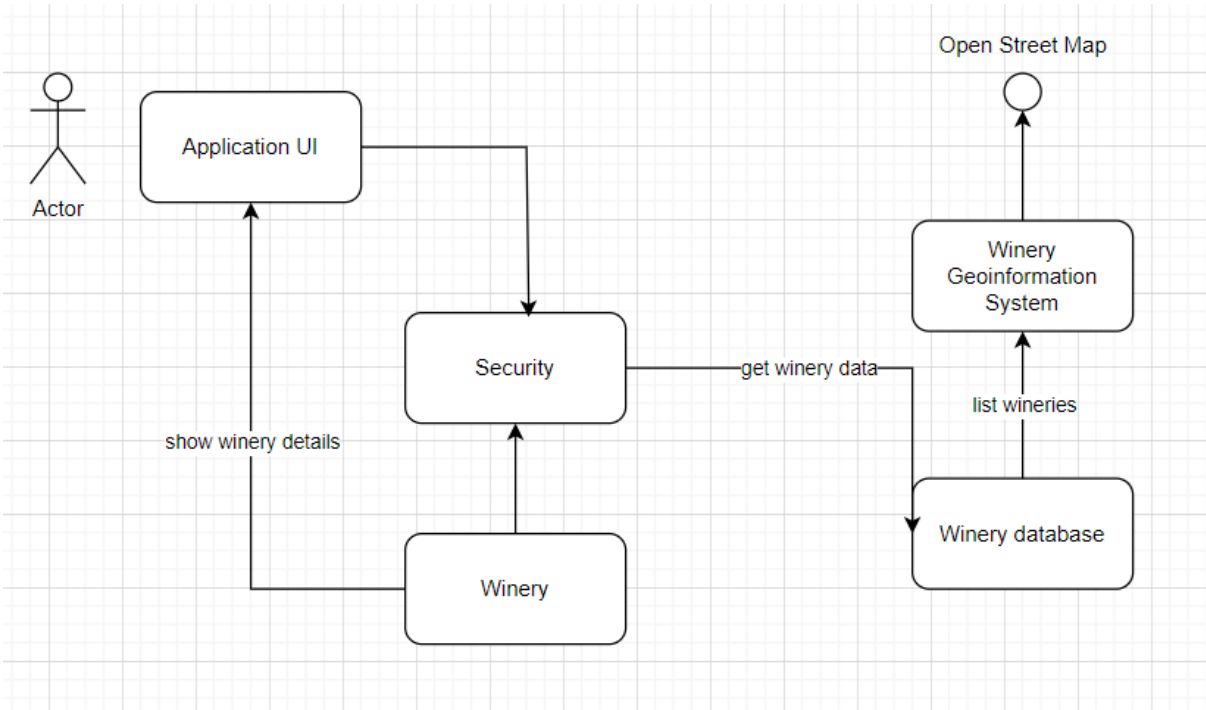 Open Street Map
Application UI
Actor
Winery
Geoinformation
System
Security
get winery data
list wineries
show winery details
Winery database
Winery